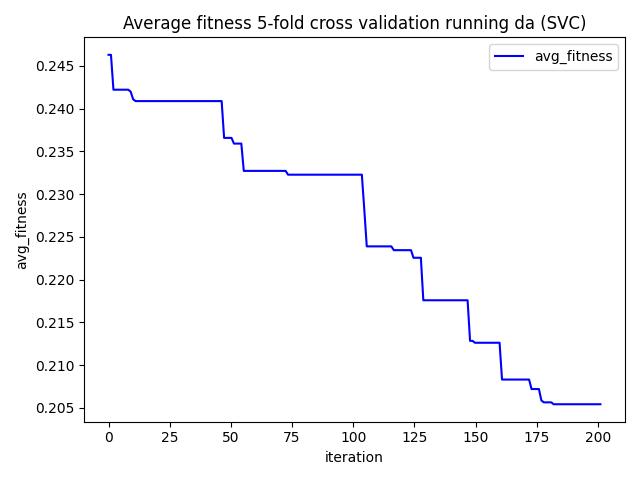 Average fitness 5-fold cross validation running da (SVC)
avg_fitness
0.245
0.240
0.235
0.230
0.225
0.220
0.215
0.210
0.205
avg_fitness
0 25 50 75 100 125 150 175 200
iteration